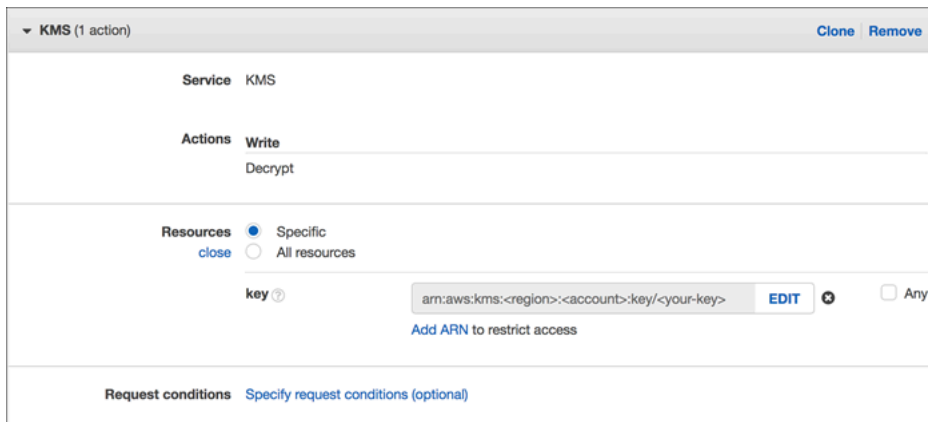 KMS (1 action) Clone Remove
Service KMS
Actions Write
Decrypt
Resources Specific
close All resources
key arn:aws:kms:<region>:<account>:key/<your-key> EDIT Any
Add ARN to restrict access
Request conditions Specify request conditions (optional)